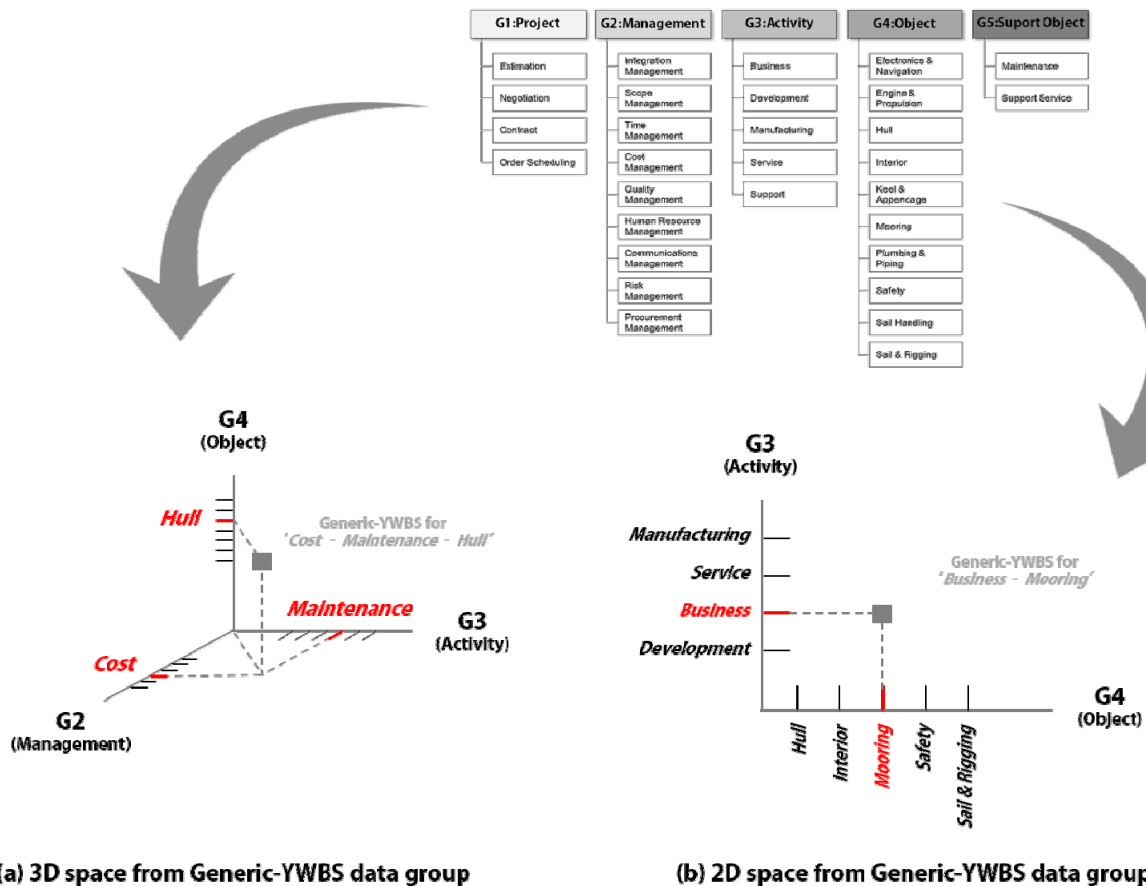 G1:Project
G2:Management
G3:Activity
G4:Object
G5:Suport Object
Estimation
Negotiation
Contract
Order Scheduling
Integration
Management
Scope
Management
Time
Management
Cost
Management
Quality
Management
Human Resource
Management
Communications
Management
Risk
Management
Procurement
Management
Business
Development
Manufacturing
Service
Support
Electronics &
Navigation
Engine &
Propulsion
Hull
Interior
Keel &
Appencage
Mooring
Plumbing &
Piping
Safety
Sail Handling
Sail & Rigging
Maintenance
Support Service
G4
(Object)
Hull
Generic-YWBS for
'Cost - Maintenance - Hull'
Maintenance
G3
(Activity)
Cost
G2
(Management)
G3
(Activity)
Manufacturing
Service
Business
Development
Generic-YWBS for
'Business - Mooring'
G4
(Object)
Hull
Interior
Mooring
Safety
Sail & Rigging
(a) 3D space from Generic-YWBS data group
(b) 2D space from Generic-YWBS data group